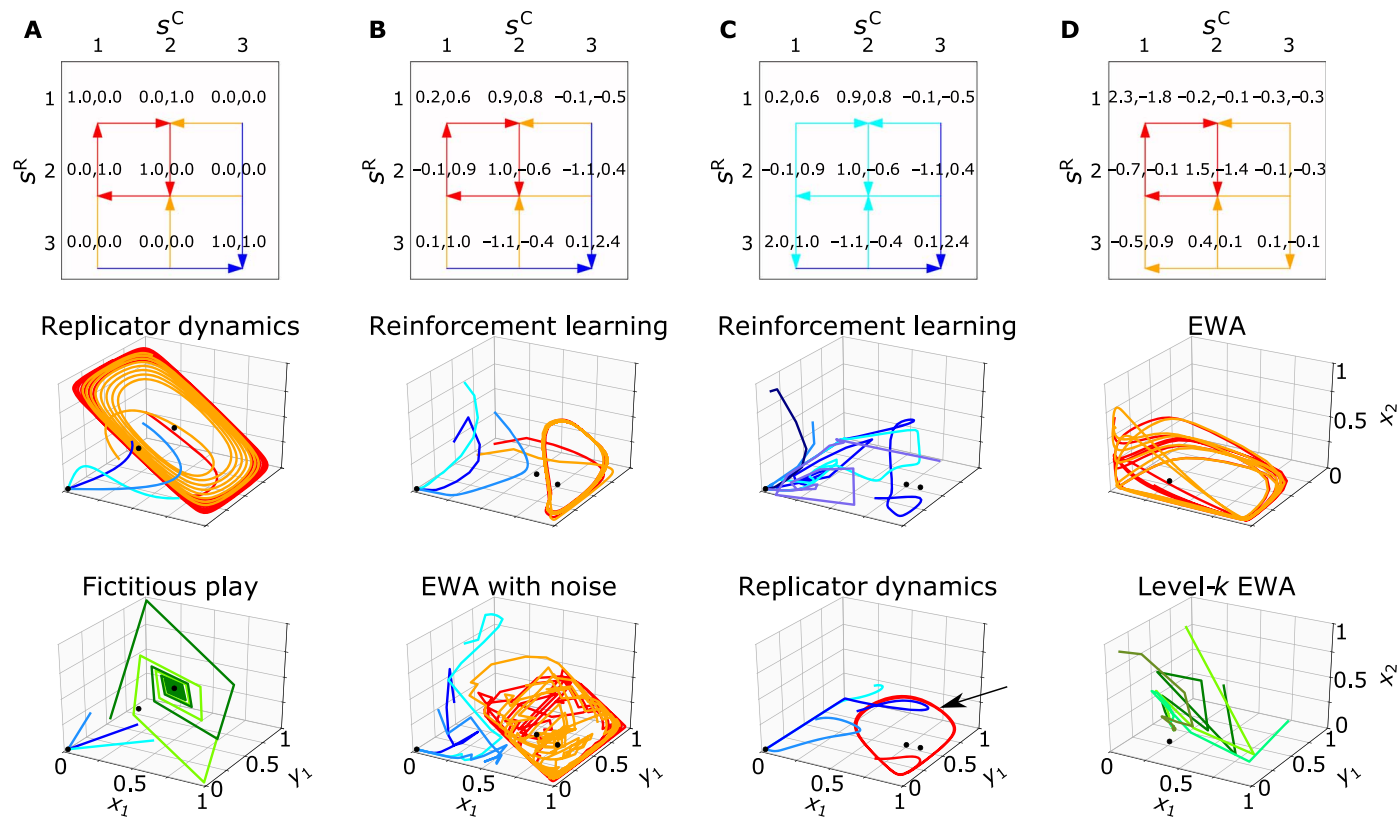 A
s^C
1 2 3
s^R
1 1.0,0.0 0.0,1.0 0.0,0.0
2 0.0,1.0 1.0,0.0 0.0,0.0
3 0.0,0.0 0.0,0.0 1.0,1.0
B
s^C
1 2 3
1 0.2,0.6 0.9,0.8 −0.1,−0.5
s^R
2 −0.1,0.9 1.0,−0.6 −1.1,0.4
3 0.1,1.0 −1.1,−0.4 0.1,2.4
C
s^C
1 2 3
1 0.2,0.6 0.9,0.8 −0.1,−0.5
s^R
2 −0.1,0.9 1.0,−0.6 −1.1,0.4
3 2.0,1.0 −1.1,−0.4 0.1,2.4
D
s^C
1 2 3
1 2.3,−1.8 −0.2,−0.1 −0.3,−0.3
s^R
2 −0.7,−0.1 1.5,−1.4 −0.1,−0.3
3 −0.5,0.9 0.4,0.1 0.1,−0.1
Replicator dynamics
Reinforcement learning
Reinforcement learning
EWA
1
0.5
0
x_2
Fictitious play
0 0.5 1
x_1
0 0.5 1
y_1
EWA with noise
0 0.5 1
x_1
0 0.5 1
y_1
Replicator dynamics
0 0.5 1
x_1
0 0.5 1
y_1
Level-k EWA
0 0.5 1
x_1
0 0.5 1
y_1
1
0.5
0
x_2